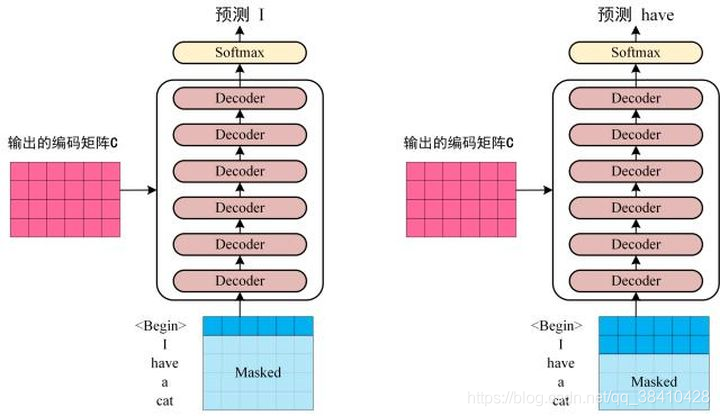 预测 I
Softmax
Decoder
Decoder
Decoder
Decoder
Decoder
Decoder
输出的编码矩阵C
<Begin>
I
have
a
cat
Masked
预测 have
Softmax
Decoder
Decoder
Decoder
Decoder
Decoder
Decoder
输出的编码矩阵C
<Begin>
I
have
a
cat
Masked
https://blog.csdn.net/qq_38410428